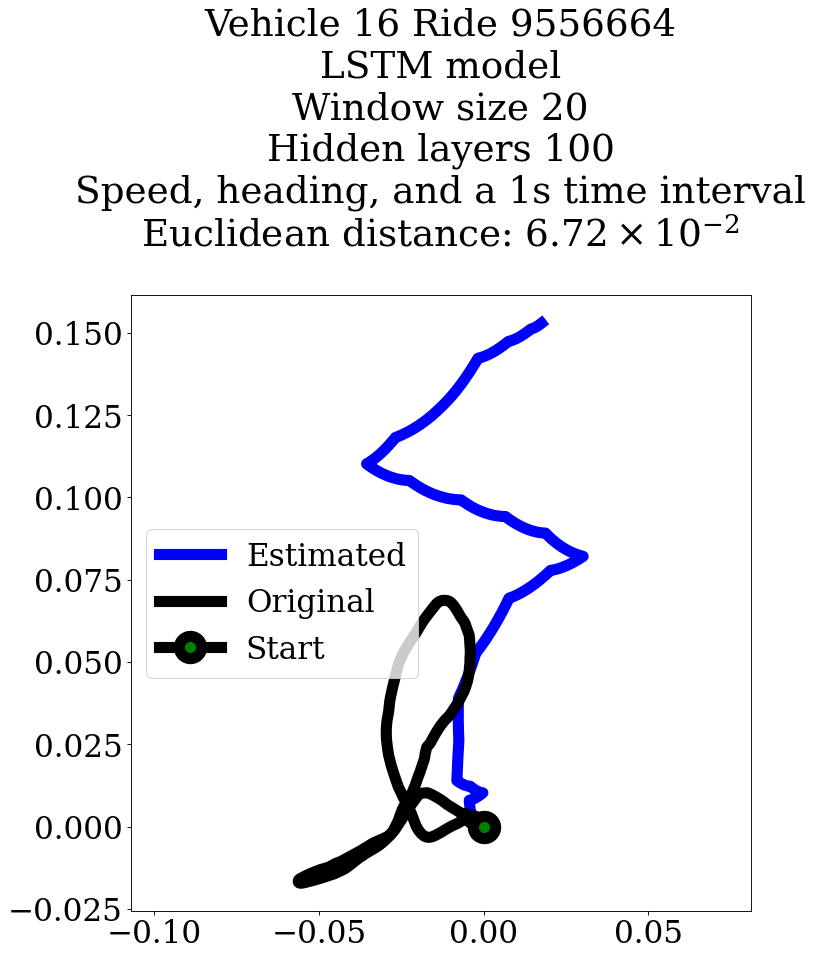 Vehicle 16 Ride 9556664
LSTM model
Window size 20
Hidden layers 100
Speed, heading, and a 1s time interval
Euclidean distance: 6.72 × 10⁻²
0.150
0.125
0.100
0.075
0.050
0.025
0.000
−0.025
Estimated
Original
Start
−0.10
−0.05
0.00
0.05